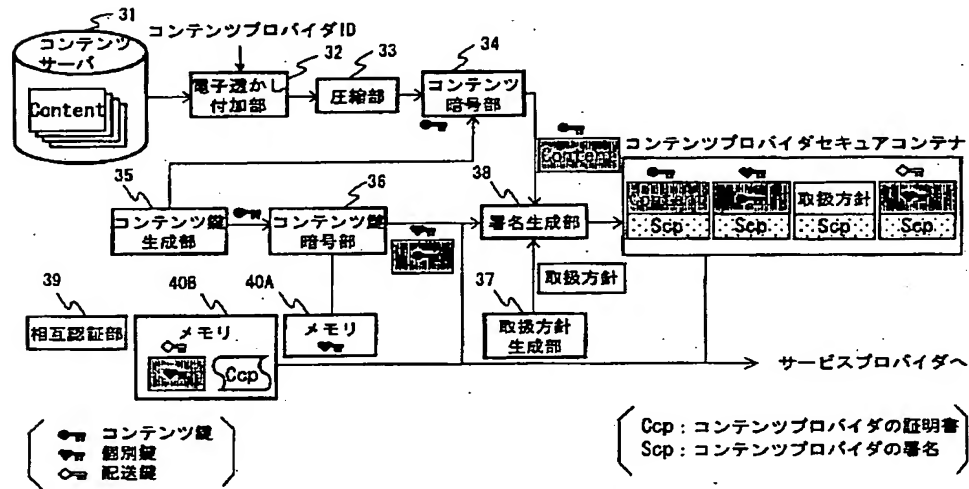 31
コンテンツプロバイダID
コンテンツ
サーバ
Content
32
電子透かし
付加部
33
圧縮部
34
コンテンツ
暗号部
Content
コンテンツプロバイダセキュアコンテナ
35
コンテンツ鍵
生成部
36
コンテンツ鍵
暗号部
38
署名生成部
Content
取扱方針
Scp
Scp
Scp
Scp
39
相互認証部
40B
メモリ
Ccp
40A
メモリ
37
取扱方針
取扱方針
生成部
サービスプロバイダへ
コンテンツ鍵
個別鍵
配送鍵
Ccp：コンテンツプロバイダの証明書
Scp：コンテンツプロバイダの署名